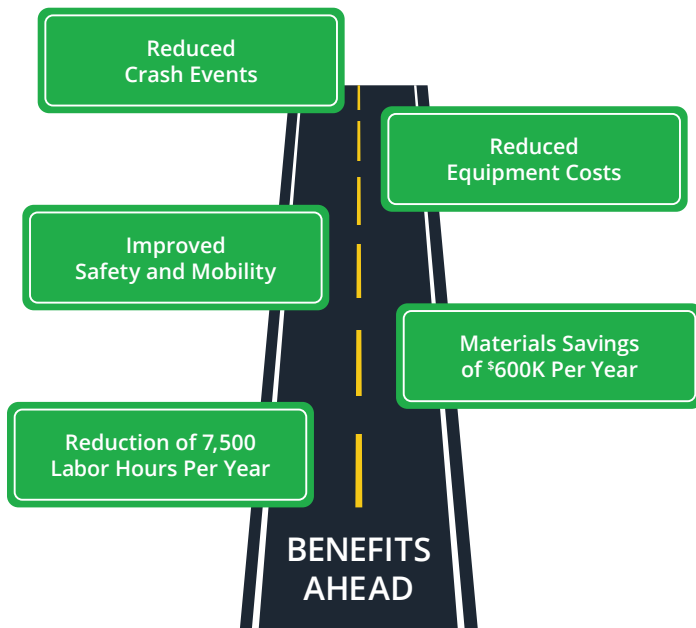 Reduced
Crash Events
Reduced
Equipment Costs
Improved
Safety and Mobility
Materials Savings
of $600K Per Year
Reduction of 7,500
Labor Hours Per Year
BENEFITS
AHEAD